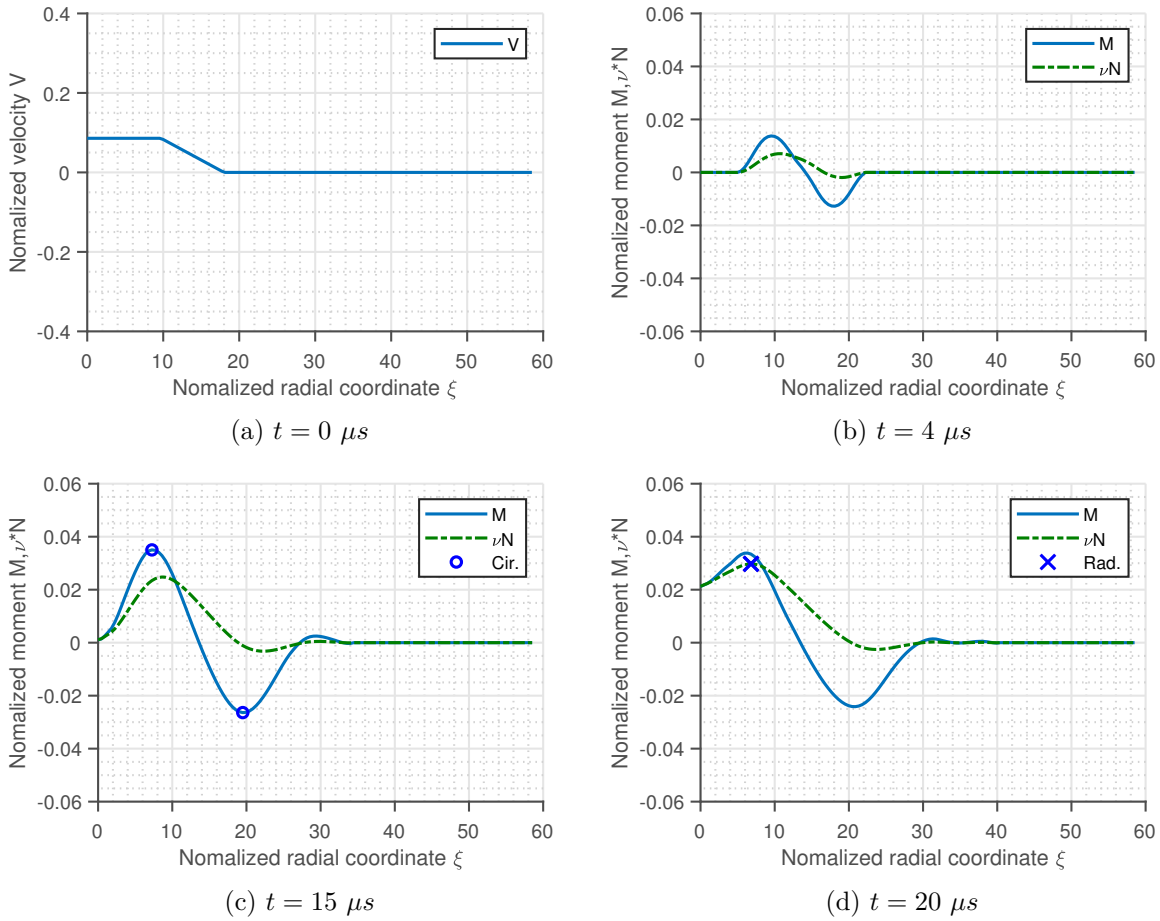 0.4
0.2
0
-0.2
-0.4
Nomalized velocity V
V
0 10 20 30 40 50 60
Nomalized radial coordinate ξ
(a) t = 0 μs
0.06
0.04
0.02
0
-0.02
-0.04
-0.06
Nomalized moment M,ν*N
M
νN
0 10 20 30 40 50 60
Nomalized radial coordinate ξ
(b) t = 4 μs
0.06
0.04
0.02
0
-0.02
-0.04
-0.06
Nomalized moment M,ν*N
M
νN
Cir.
0 10 20 30 40 50 60
Nomalized radial coordinate ξ
(c) t = 15 μs
0.06
0.04
0.02
0
-0.02
-0.04
-0.06
Nomalized moment M,ν*N
M
νN
Rad.
0 10 20 30 40 50 60
Nomalized radial coordinate ξ
(d) t = 20 μs